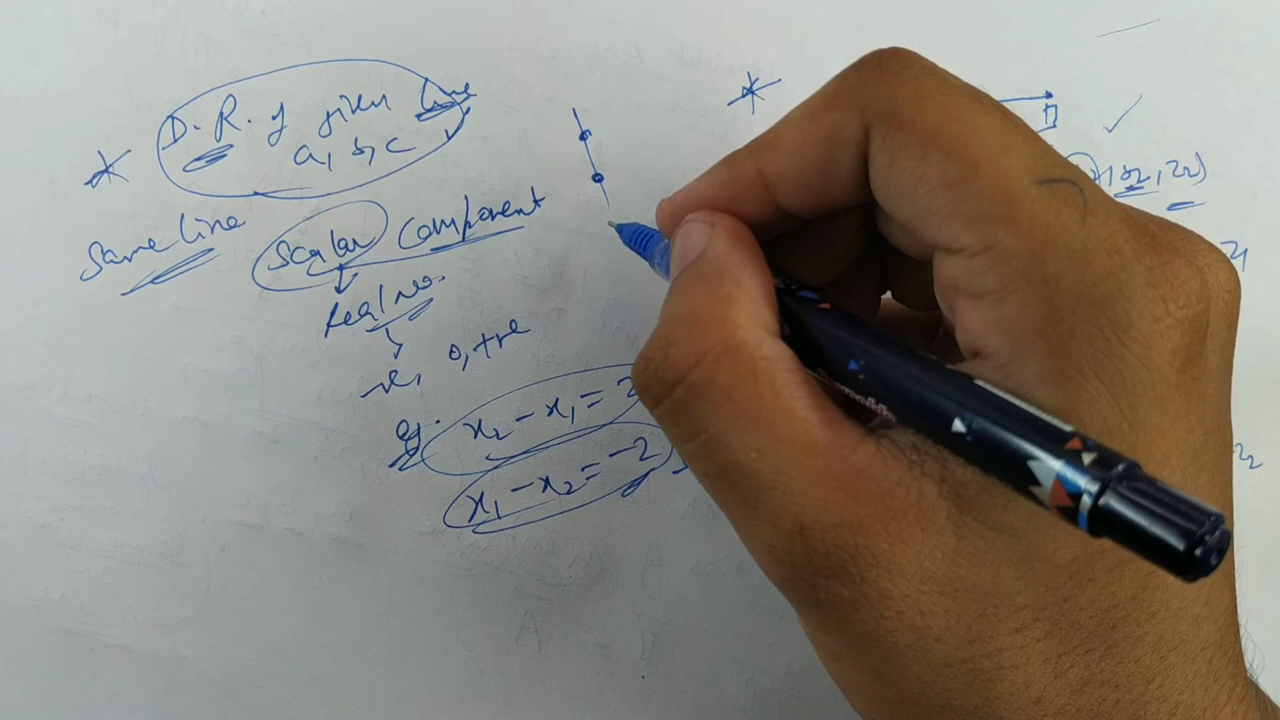 D.R. of given line
a, b, c
Same line
Scalar component
Real nos.
-ve, 0, +ve
eg. x₂ - x₁ = 2
x₁ - x₂ = -2